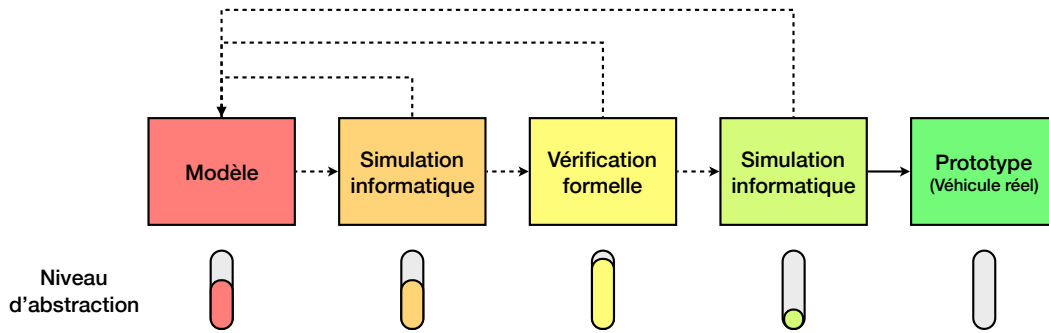 Modèle
Simulation
informatique
Vérification
formelle
Simulation
informatique
Prototype
(Véhicule réel)
Niveau
d’abstraction